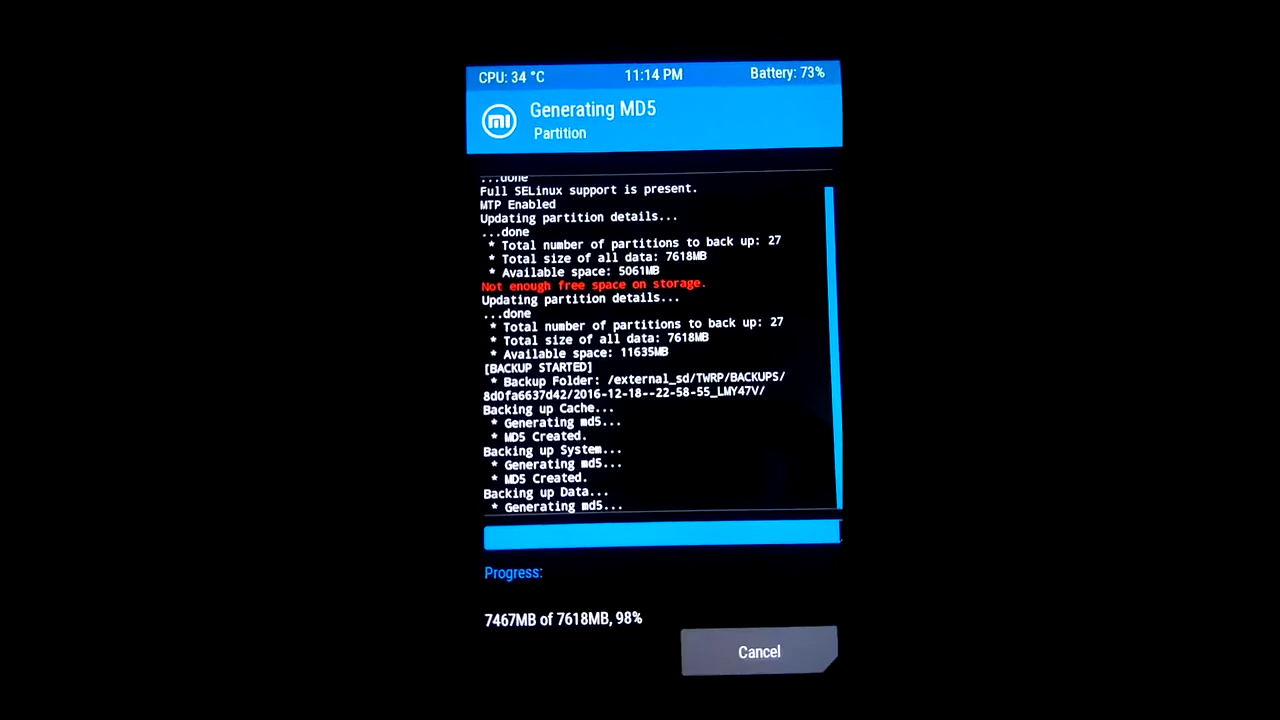 CPU: 34 °C 11:14 PM Battery: 73%
mi
Generating MD5
Partition
...done
Full SELinux support is present.
MTP Enabled
Updating partition details...
...done
* Total number of partitions to back up: 27
* Total size of all data: 7618MB
* Available space: 5061MB
Not enough free space on storage.
Updating partition details...
...done
* Total number of partitions to back up: 27
* Total size of all data: 7618MB
* Available space: 11635MB
[BACKUP STARTED]
* Backup Folder: /external_sd/TWRP/BACKUPS/
8d0fa6637d42/2016-12-18--22-58-55_LMY47V/
Backing up Cache...
* Generating md5...
* MD5 Created.
Backing up System...
* Generating md5...
* MD5 Created.
Backing up Data...
* Generating md5...
Progress:
7467MB of 7618MB, 98%
Cancel